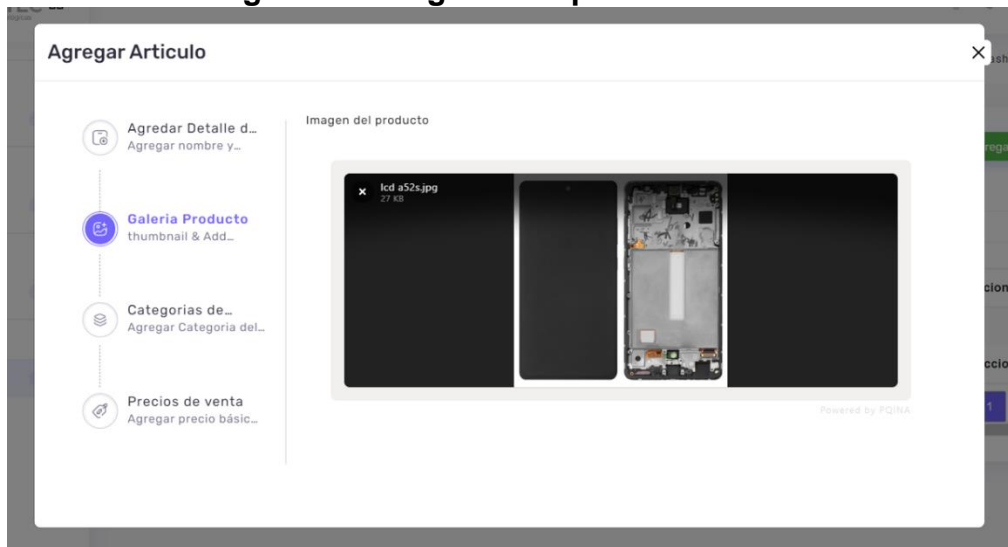 Agregar Articulo
Imagen del producto
Agredar Detalle d...
Agregar nombre y...
lcd a52s.jpg
27 KB
Galeria Producto
thumbnail & Add...
Categorias de...
Agregar Categoria del...
Precios de venta
Agregar precio básic...
Powered by PQINA
1